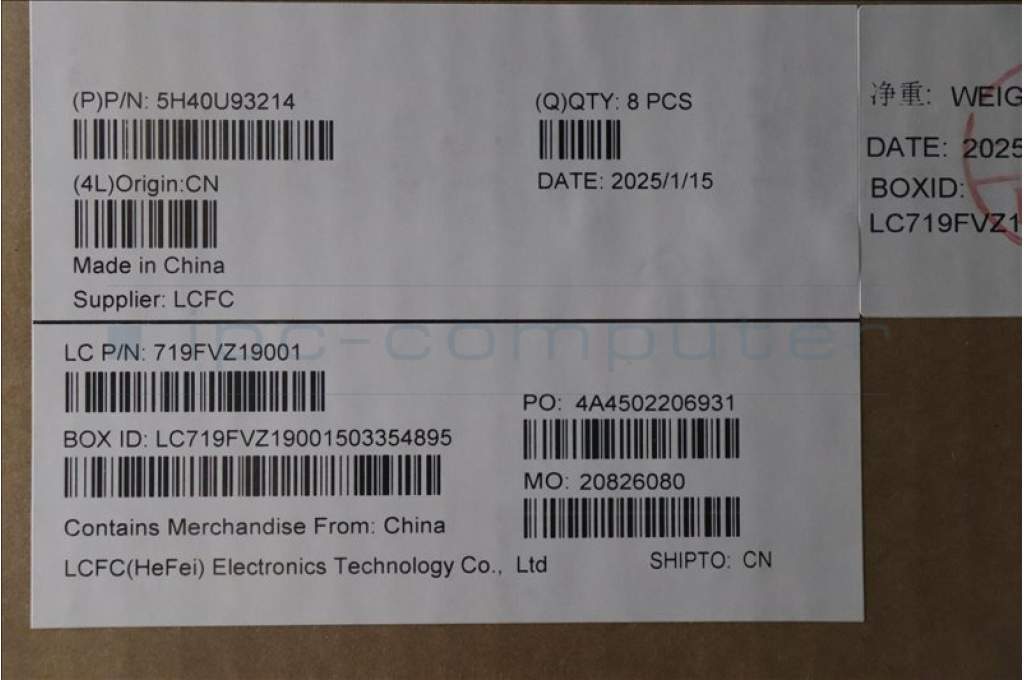 (P)P/N: 5H40U93214
(Q)QTY: 8 PCS
(4L)Origin:CN
DATE: 2025/1/15
Made in China
Supplier: LCFC
LC P/N: 719FVZ19001
PO: 4A4502206931
BOX ID: LC719FVZ19001503354895
MO: 20826080
Contains Merchandise From: China
LCFC(HeFei) Electronics Technology Co., Ltd
SHIPTO: CN
净重: WEIG
DATE: 2025
BOXID:
LC719FVZ1
ipc-computer